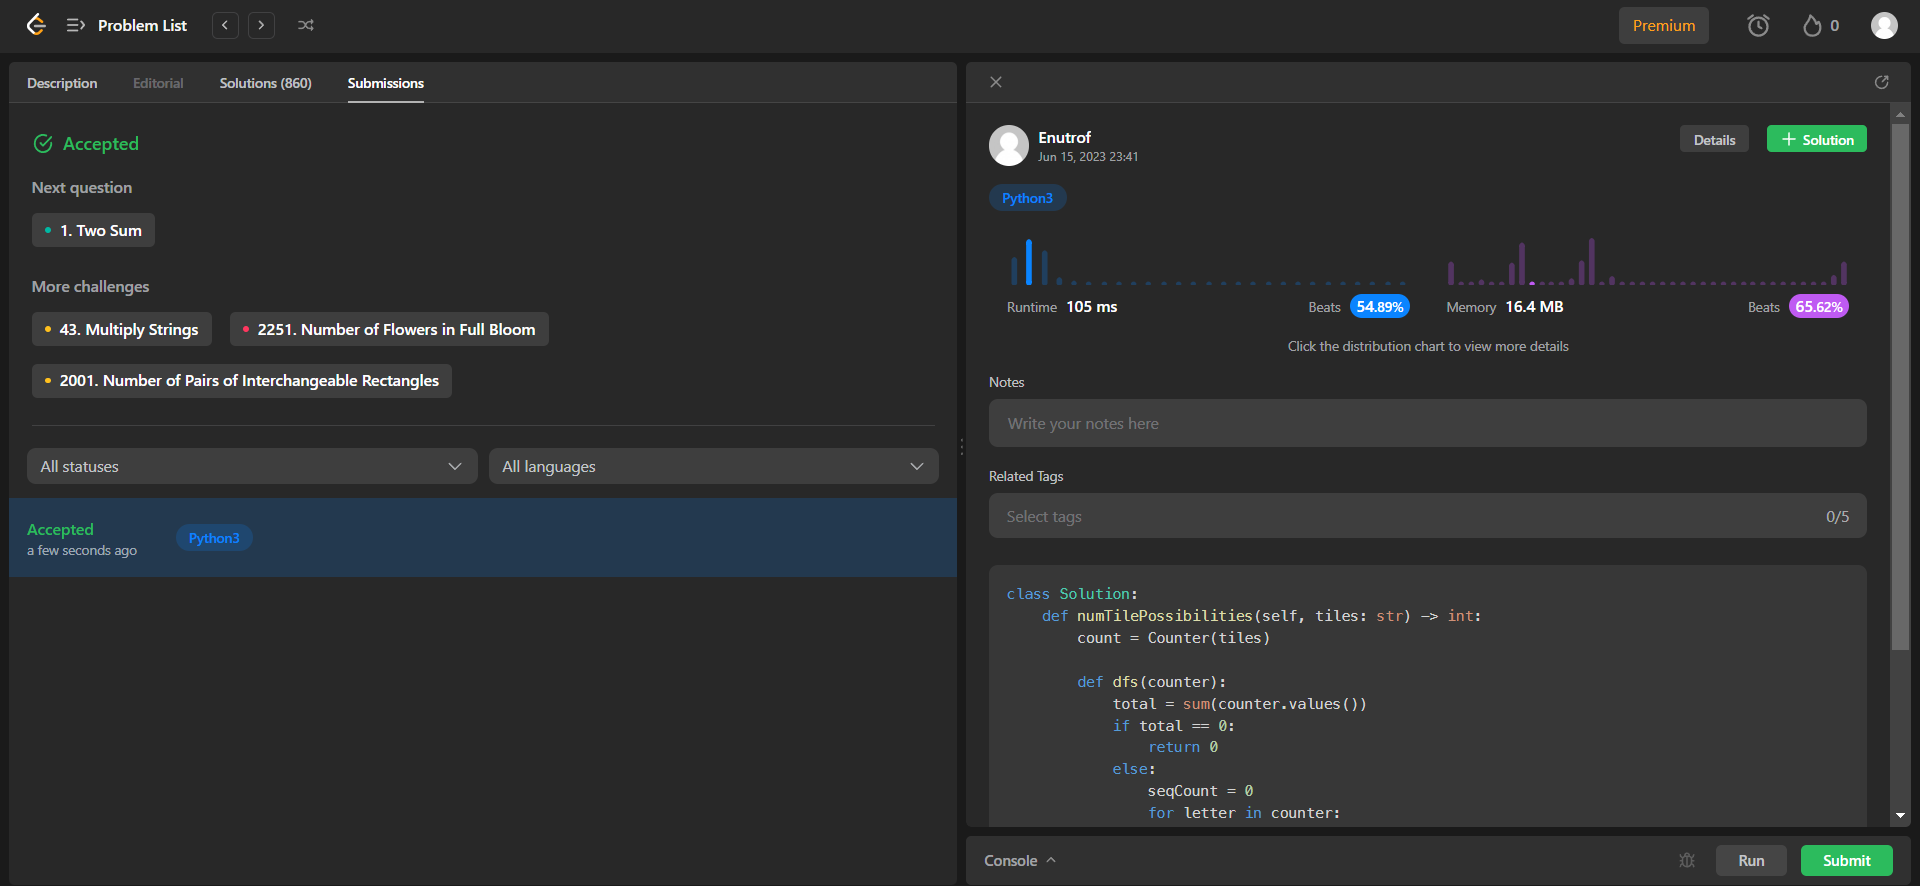 Problem List
Premium
0
Description
Editorial
Solutions (860)
Submissions
Accepted
Next question
1. Two Sum
More challenges
43. Multiply Strings
2251. Number of Flowers in Full Bloom
2001. Number of Pairs of Interchangeable Rectangles
All statuses
All languages
Accepted
a few seconds ago
Python3
Enutrof
Jun 15, 2023 23:41
Details
Solution
Python3
Runtime 105 ms
Beats 54.89%
Memory 16.4 MB
Beats 65.62%
Click the distribution chart to view more details
Notes
Write your notes here
Related Tags
Select tags
0/5
class Solution:
    def numTilePossibilities(self, tiles: str) -> int:
        count = Counter(tiles)
        def dfs(counter):
            total = sum(counter.values())
            if total == 0:
                return 0
            else:
                seqCount = 0
                for letter in counter:
Console
Run
Submit